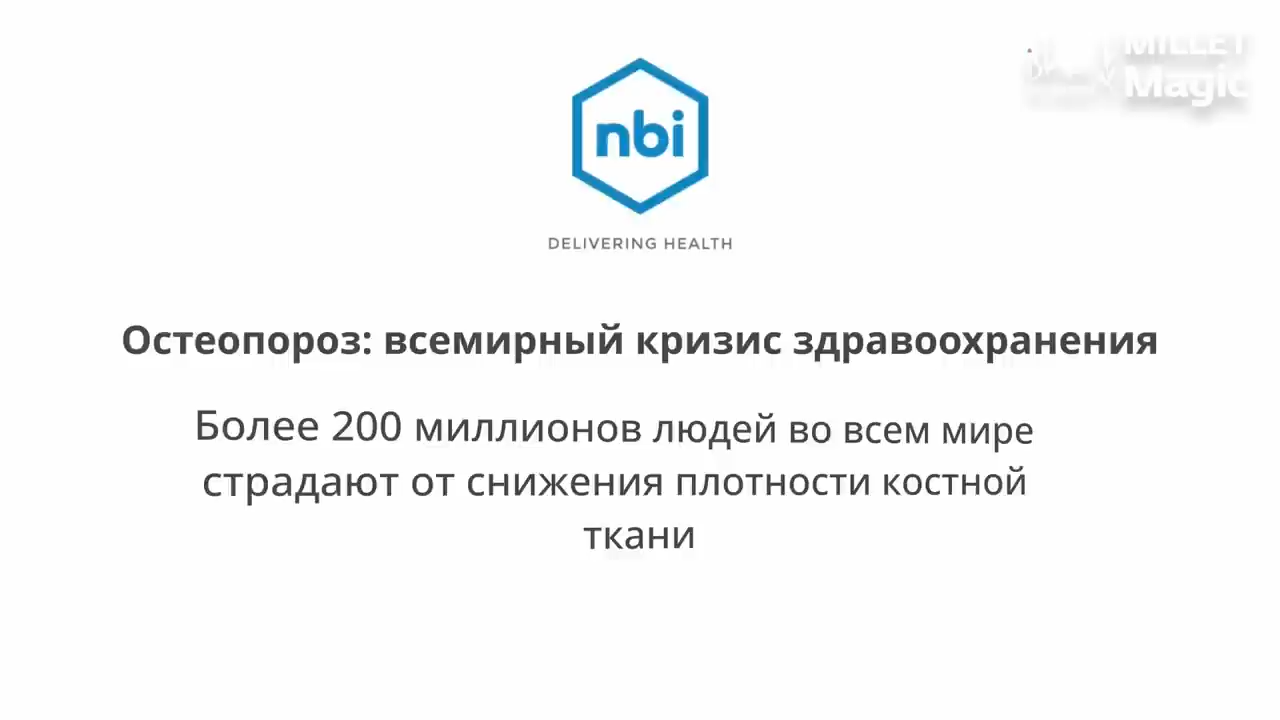 MILLET
Magic
nbi
DELIVERING HEALTH
Остеопороз: всемирный кризис здравоохранения
Более 200 миллионов людей во всем мире
страдают от снижения плотности костной
ткани